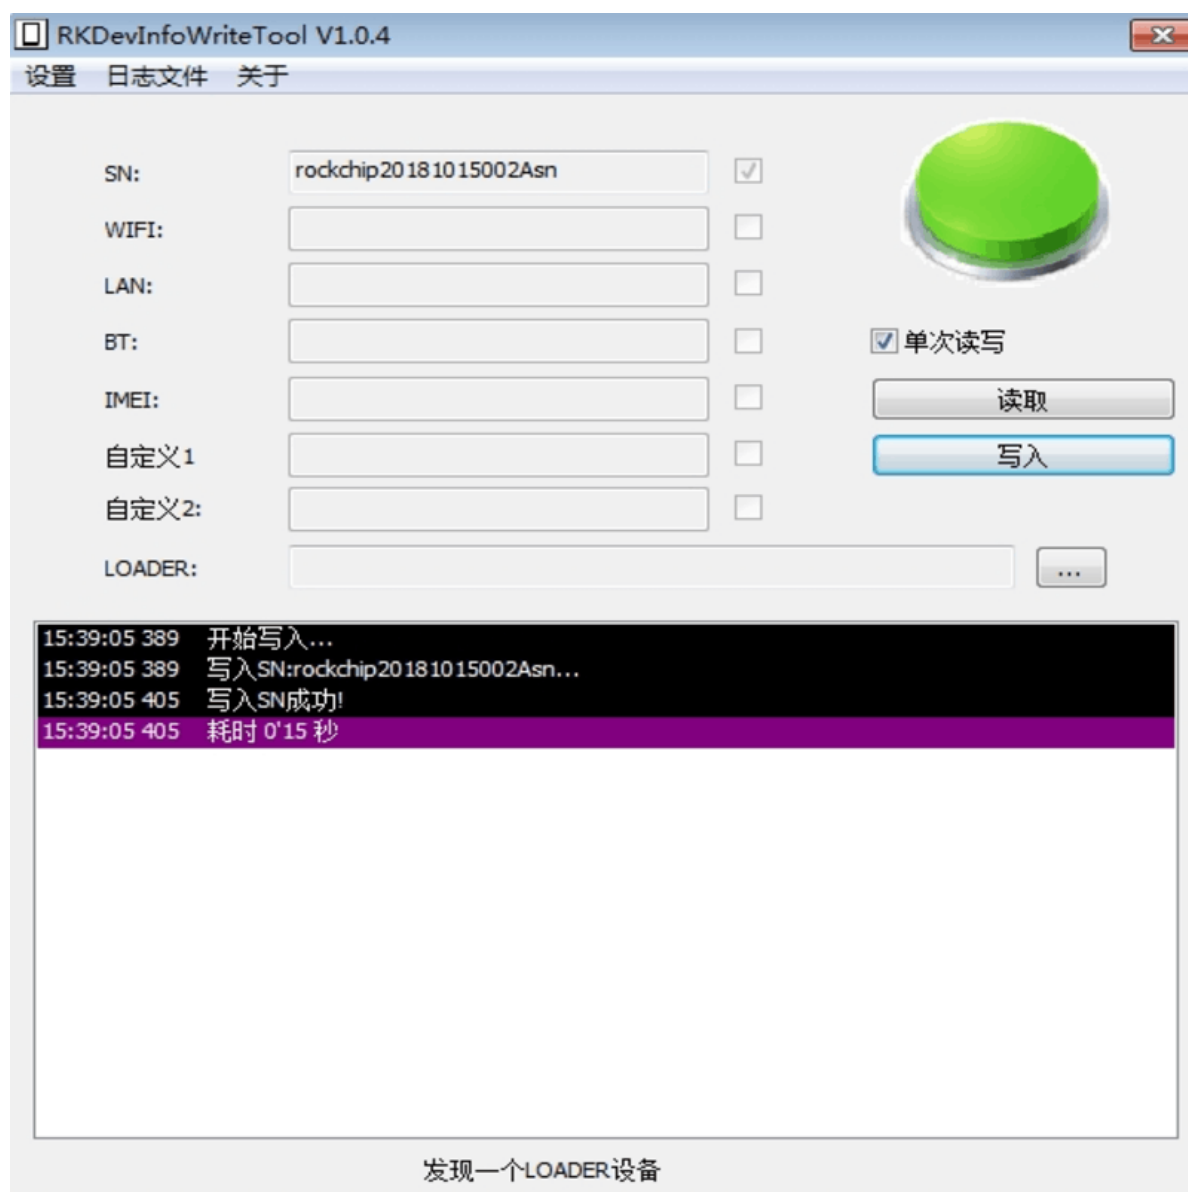 RKDevInfoWriteTool V1.0.4
设置 日志文件 关于
SN: rockchip20181015002Asn
WIFI:
LAN:
BT:
单次读写
IMEI:
读取
自定义1
写入
自定义2:
LOADER:
...
15:39:05 389 开始写入...
15:39:05 389 写入SN:rockchip20181015002Asn...
15:39:05 405 写入SN成功!
15:39:05 405 耗时 0'15 秒
发现一个LOADER设备